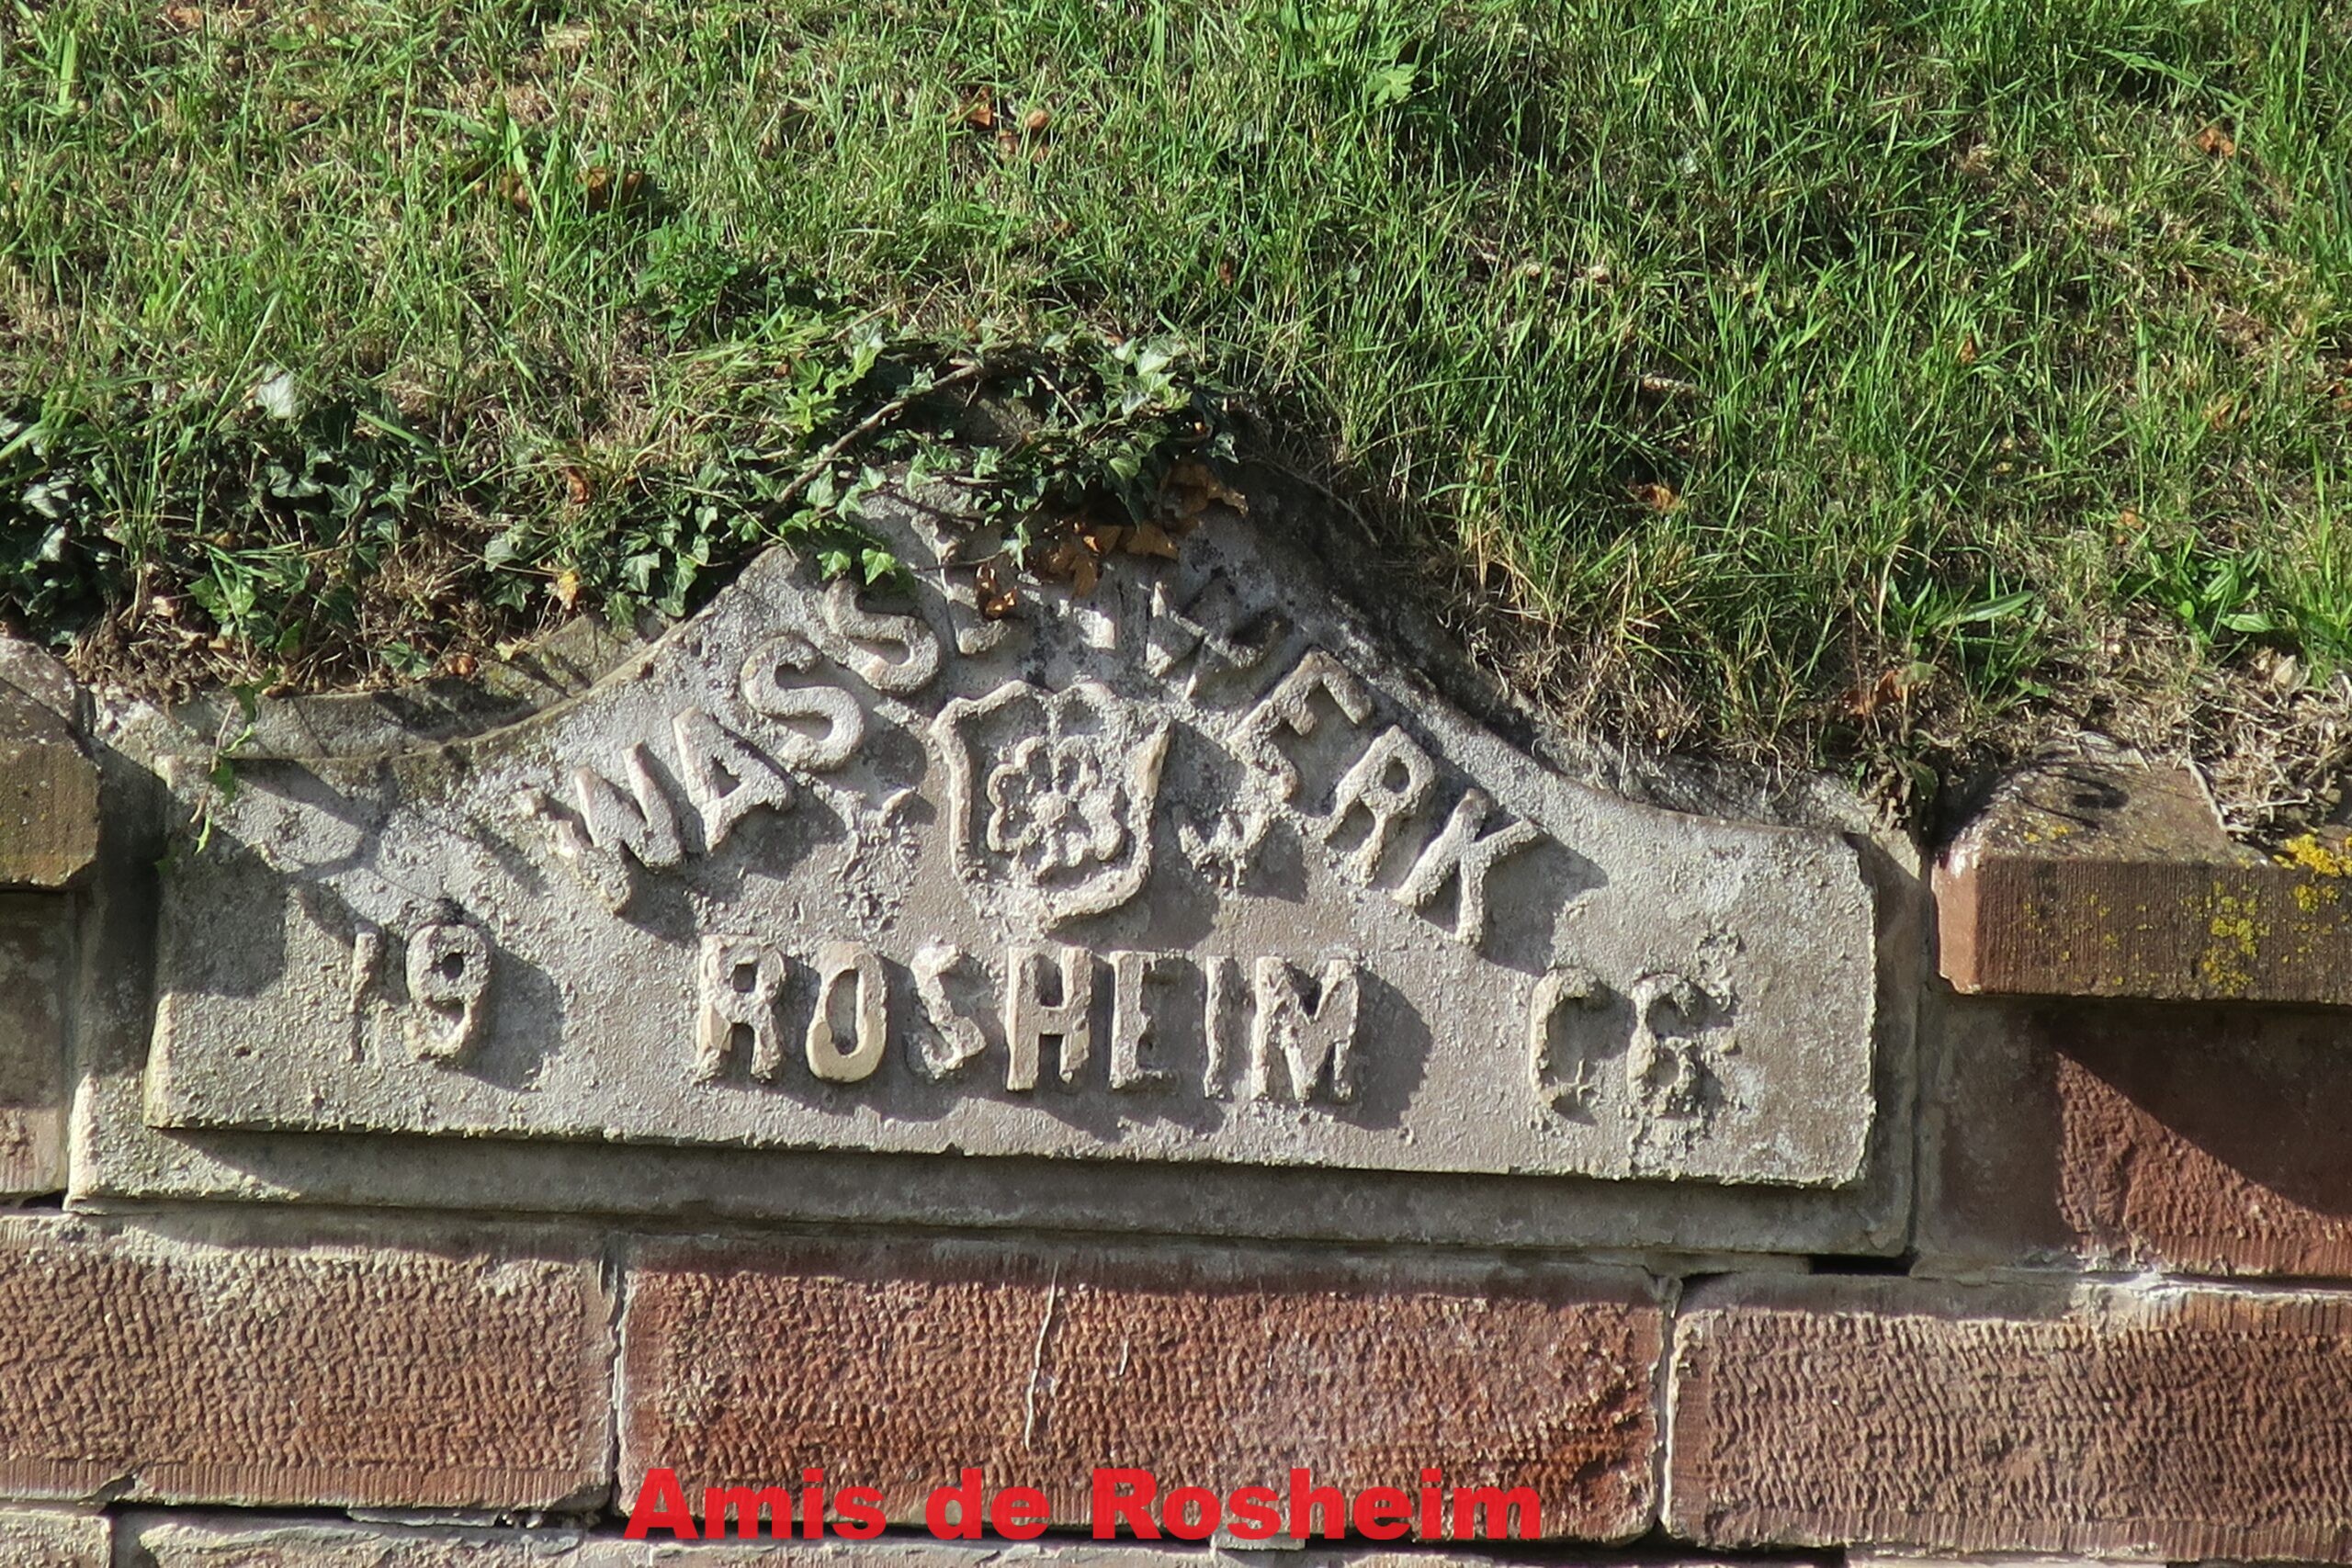 WASSERWERK
19 ROSHEIM 06
Amis de Rosheim